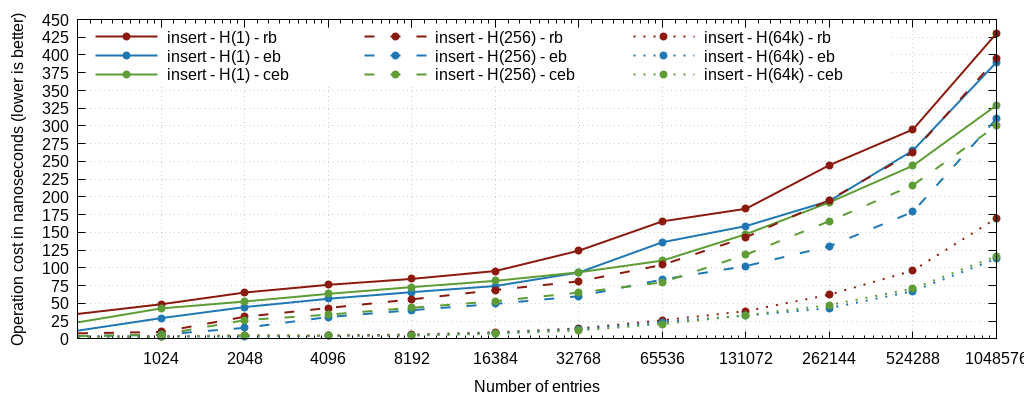 Operation cost in nanoseconds (lower is better)
450
425
400
375
350
325
300
275
250
225
200
175
150
125
100
75
50
25
0
insert - H(1) - rb
insert - H(1) - eb
insert - H(1) - ceb
insert - H(256) - rb
insert - H(256) - eb
insert - H(256) - ceb
insert - H(64k) - rb
insert - H(64k) - eb
insert - H(64k) - ceb
1024 2048 4096 8192 16384 32768 65536 131072 262144 524288 1048576
Number of entries